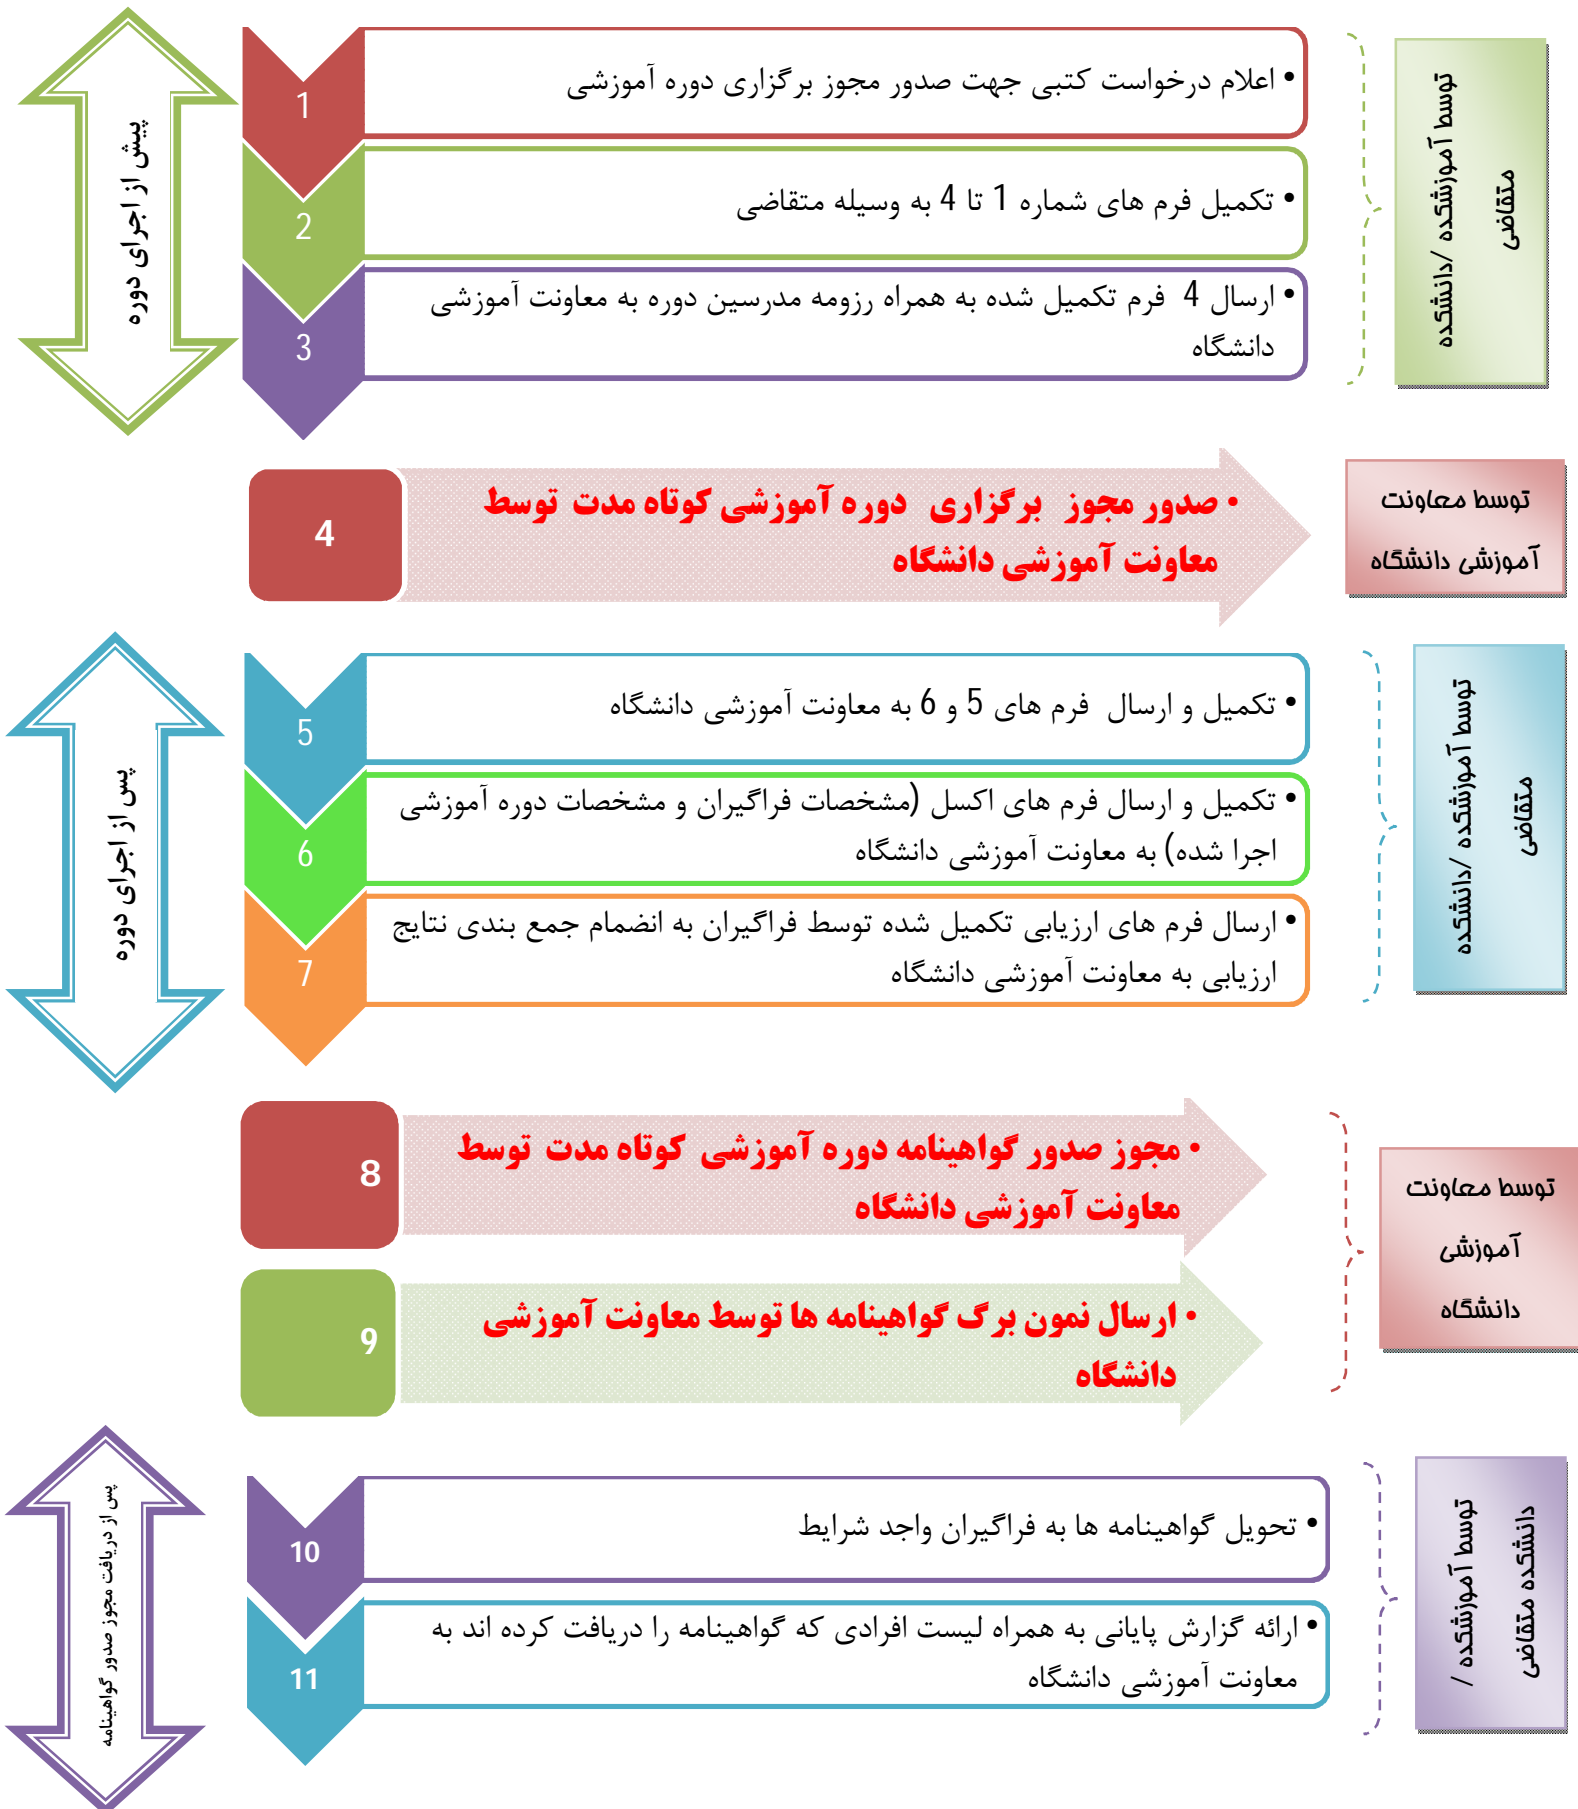 پیش از اجرای دوره
1
• اعلام درخواست کتبی جهت صدور مجوز برگزاری دوره آموزشی
2
• تکمیل فرم های شماره 1 تا 4 به وسیله متقاضی
3
• ارسال 4 فرم تکمیل شده به همراه رزومه مدرسین دوره به معاونت آموزشی
دانشگاه
توسط آموزشکده /دانشکده
متقاضی
4
• صدور مجوز برگزاری دوره آموزشی کوتاه مدت توسط
معاونت آموزشی دانشگاه
توسط معاونت
آموزشی دانشگاه
پس از اجرای دوره
5
• تکمیل و ارسال فرم های 5 و 6 به معاونت آموزشی دانشگاه
6
• تکمیل و ارسال فرم های اکسل (مشخصات فراگیران و مشخصات دوره آموزشی
اجرا شده) به معاونت آموزشی دانشگاه
7
• ارسال فرم های ارزیابی تکمیل شده توسط فراگیران به انضمام جمع بندی نتایج
ارزیابی به معاونت آموزشی دانشگاه
توسط آموزشکده /دانشکده
متقاضی
8
• مجوز صدور گواهینامه دوره آموزشی کوتاه مدت توسط
معاونت آموزشی دانشگاه
9
• ارسال نمون برگ گواهینامه ها توسط معاونت آموزشی
دانشگاه
توسط معاونت
آموزشی
دانشگاه
پس از دریافت مجوز صدور گواهینامه
10
• تحویل گواهینامه ها به فراگیران واجد شرایط
11
• ارائه گزارش پایانی به همراه لیست افرادی که گواهینامه را دریافت کرده اند به
معاونت آموزشی دانشگاه
توسط آموزشکده /
دانشکده متقاضی